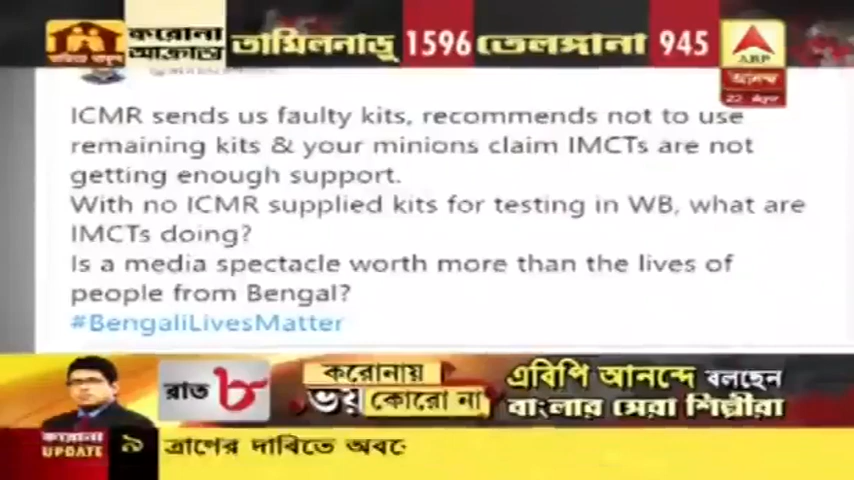 করোনা
আক্রান্ত
তামিলনাড়ু 1596 তেলঙ্গানা 945
ABP
আনন্দ
22 Apr
ICMR sends us faulty kits, recommends not to use
remaining kits & your minions claim IMCTs are not
getting enough support.
With no ICMR supplied kits for testing in WB, what are
IMCTs doing?
Is a media spectacle worth more than the lives of
people from Bengal?
#BengaliLivesMatter
রাত ৮
করোনায়
ভয় কোরো না
এবিপি আনন্দে বলছেন
বাংলার সেরা শিল্পীরা
করোনা
UPDATE
৯
ত্রাণের দাবিতে অবরো